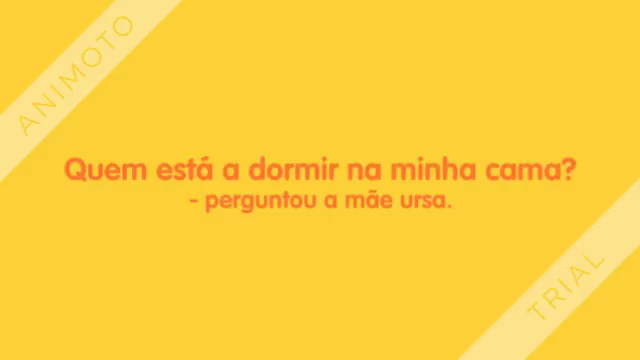 ANIMOTO
Quem está a dormir na minha cama?
- perguntou a mãe ursa.
TRIAL